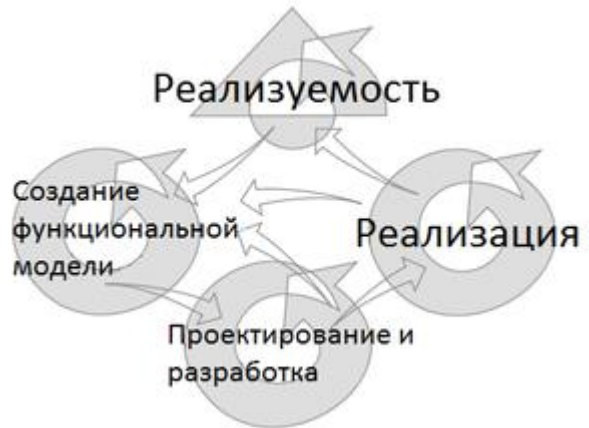 Реализуемость
Создание
функциональной
модели
Реализация
Проектирование и
разработка